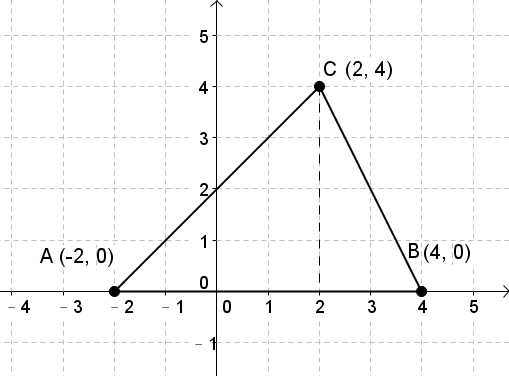 5
C (2, 4)
4
3
2
A (-2, 0)
1
B (4, 0)
0
– 4 – 3 – 2 – 1 0 1 2 3 4 5
– 1